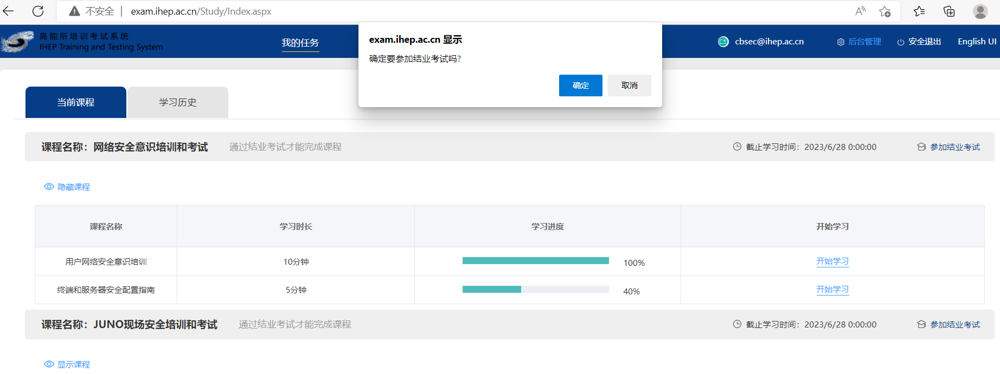 不安全 | exam.ihep.ac.cn/Study/Index.aspx
高能所培训考试系统
IHEP Training and Testing System
我的任务
cbsec@ihep.ac.cn
后台管理
安全退出
English UI
exam.ihep.ac.cn 显示
确定要参加结业考试吗?
确定
取消
当前课程
学习历史
课程名称：网络安全意识培训和考试 通过结业考试才能完成课程 截止学习时间：2023/6/28 0:00:00 参加结业考试
隐藏课程
课程名称 学习时长 学习进度 开始学习
用户网络安全意识培训 10分钟 100% 开始学习
终端和服务器安全配置指南 5分钟 40% 开始学习
课程名称：JUNO现场安全培训和考试 通过结业考试才能完成课程 截止学习时间：2023/6/28 0:00:00 参加结业考试
显示课程